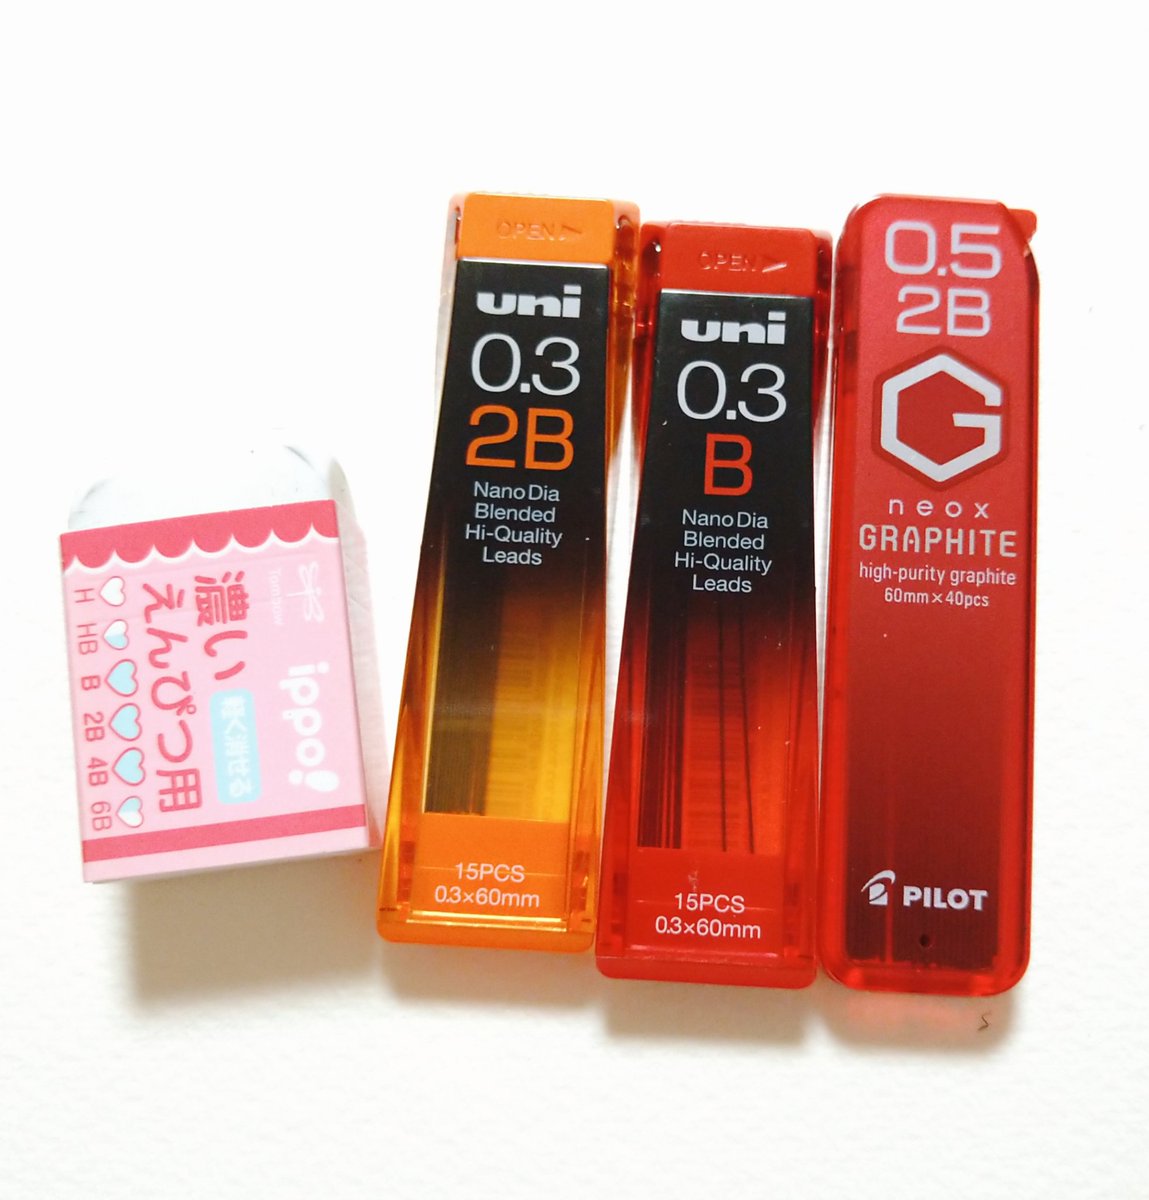 ippo!
軽く消せる
Tombow
濃い
えんぴつ用
H HB B 2B 4B 6B
OPEN
uni
0.3
2B
Nano Dia
Blended
Hi-Quality
Leads
15PCS
0.3×60mm
OPEN
uni
0.3
B
Nano Dia
Blended
Hi-Quality
Leads
15PCS
0.3×60mm
0.5
2B
G
neox
GRAPHITE
high-purity graphite
60mm×40pcs
PILOT